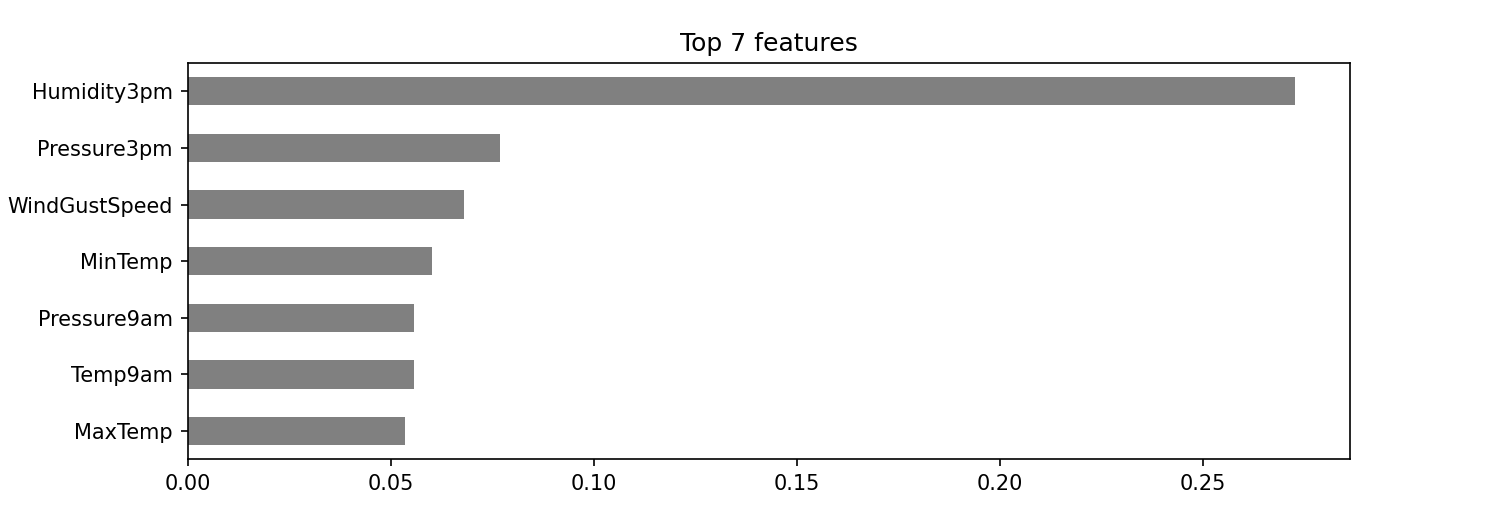 Top 7 features
Humidity3pm
Pressure3pm
WindGustSpeed
MinTemp
Pressure9am
Temp9am
MaxTemp
0.00 0.05 0.10 0.15 0.20 0.25